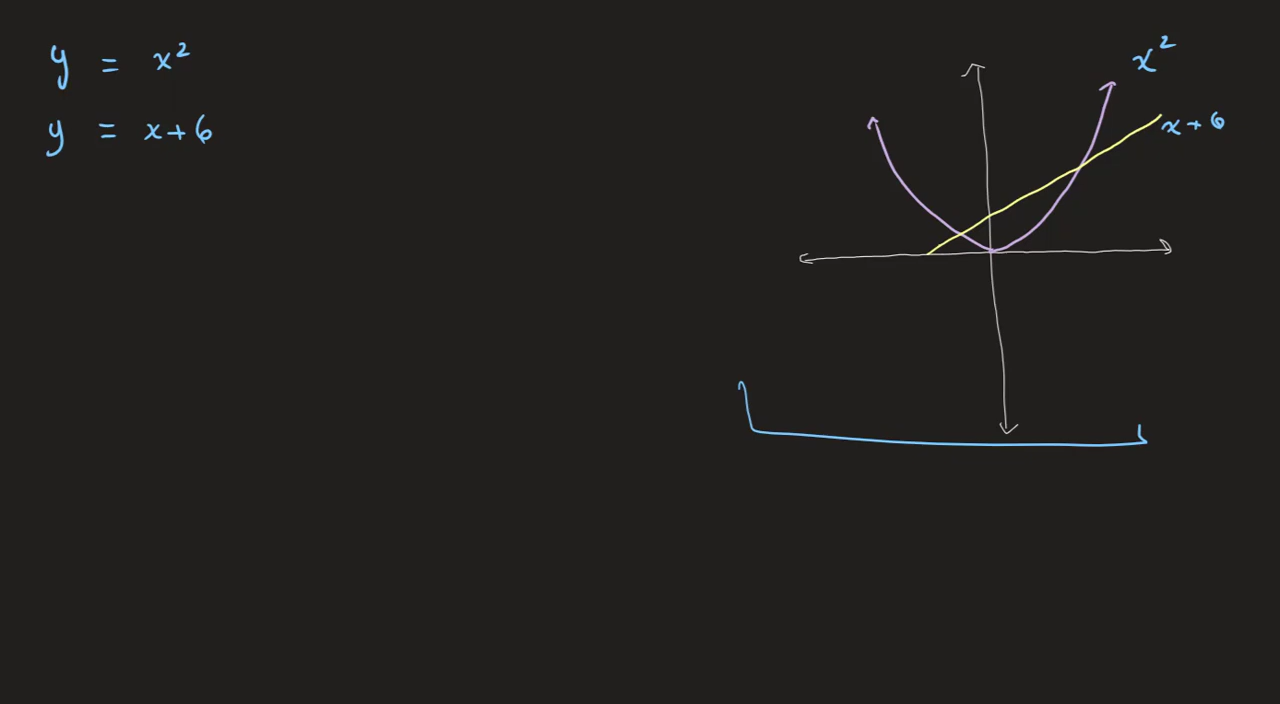 y = x²
y = x+6
x²
x+6